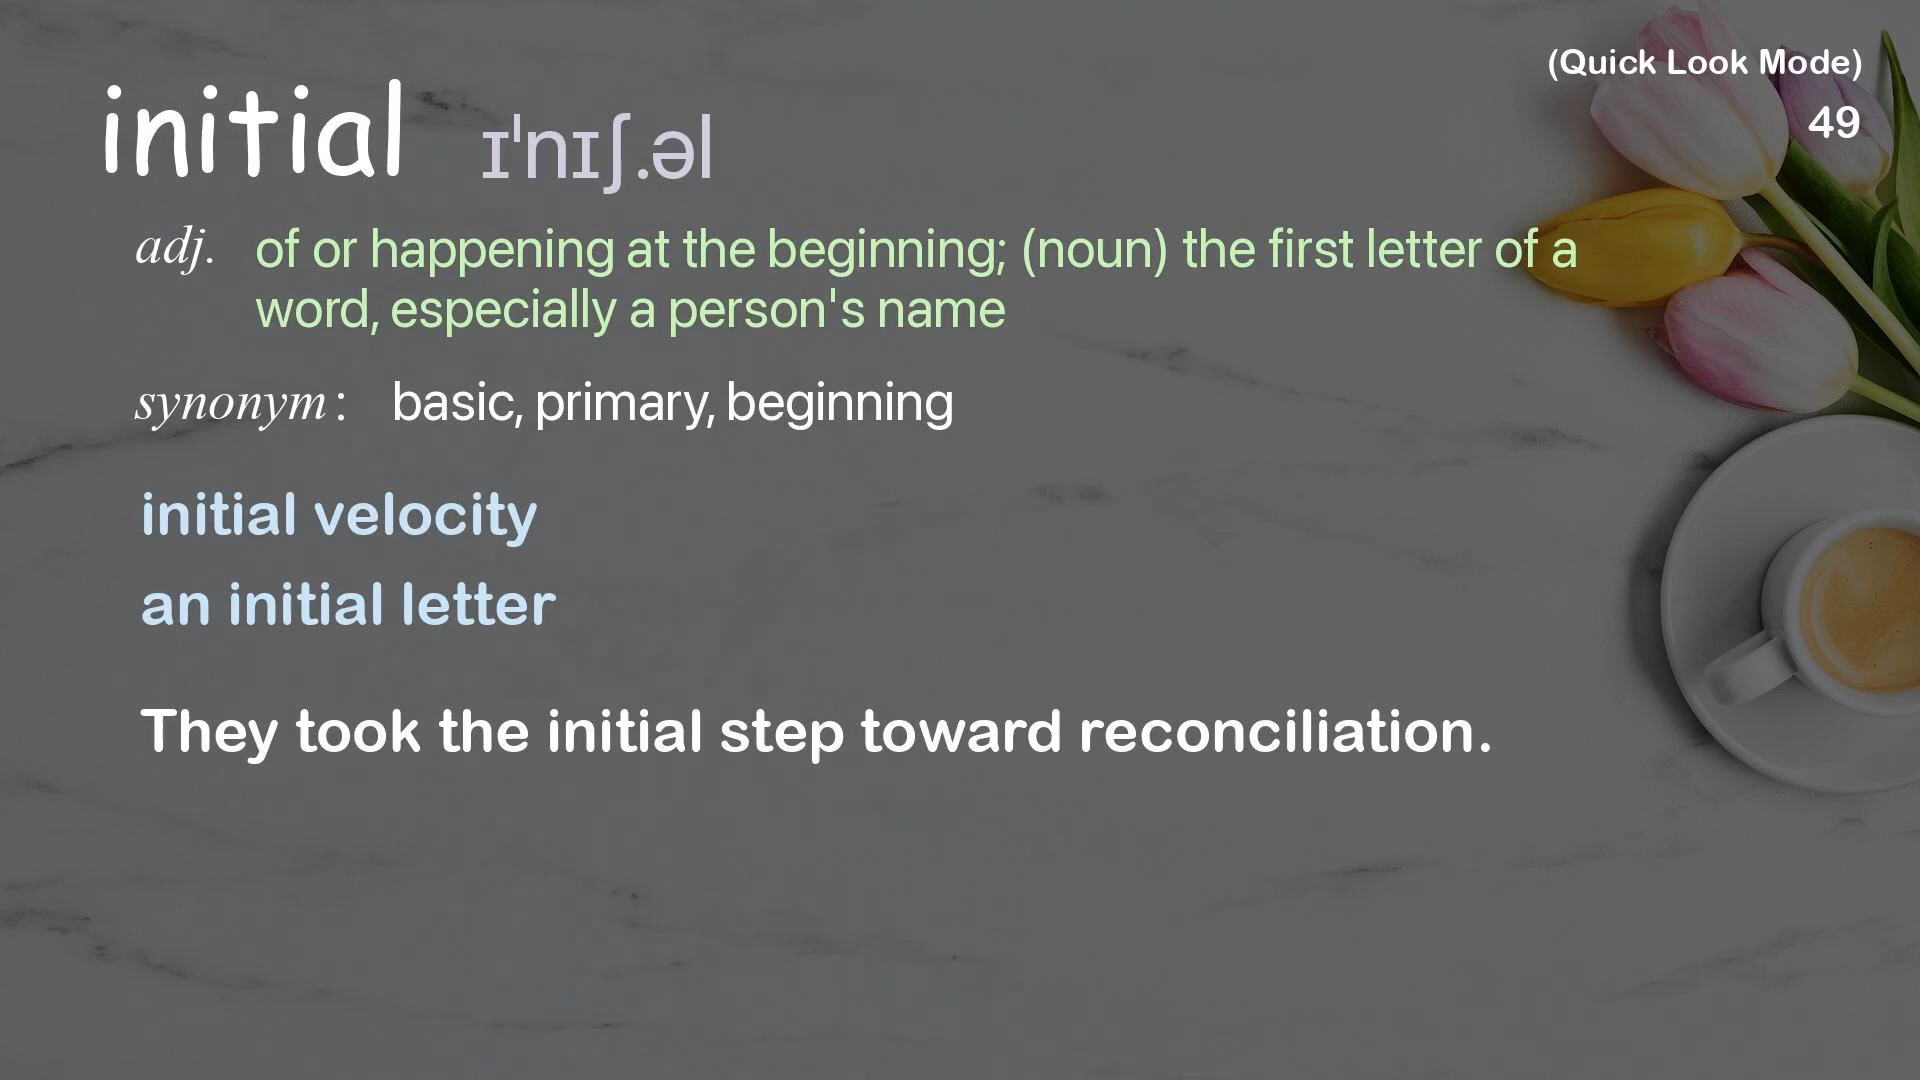 (Quick Look Mode)
49
initial ɪˈnɪʃ.əl
adj. of or happening at the beginning; (noun) the first letter of a
word, especially a person's name
synonym: basic, primary, beginning
initial velocity
an initial letter
They took the initial step toward reconciliation.